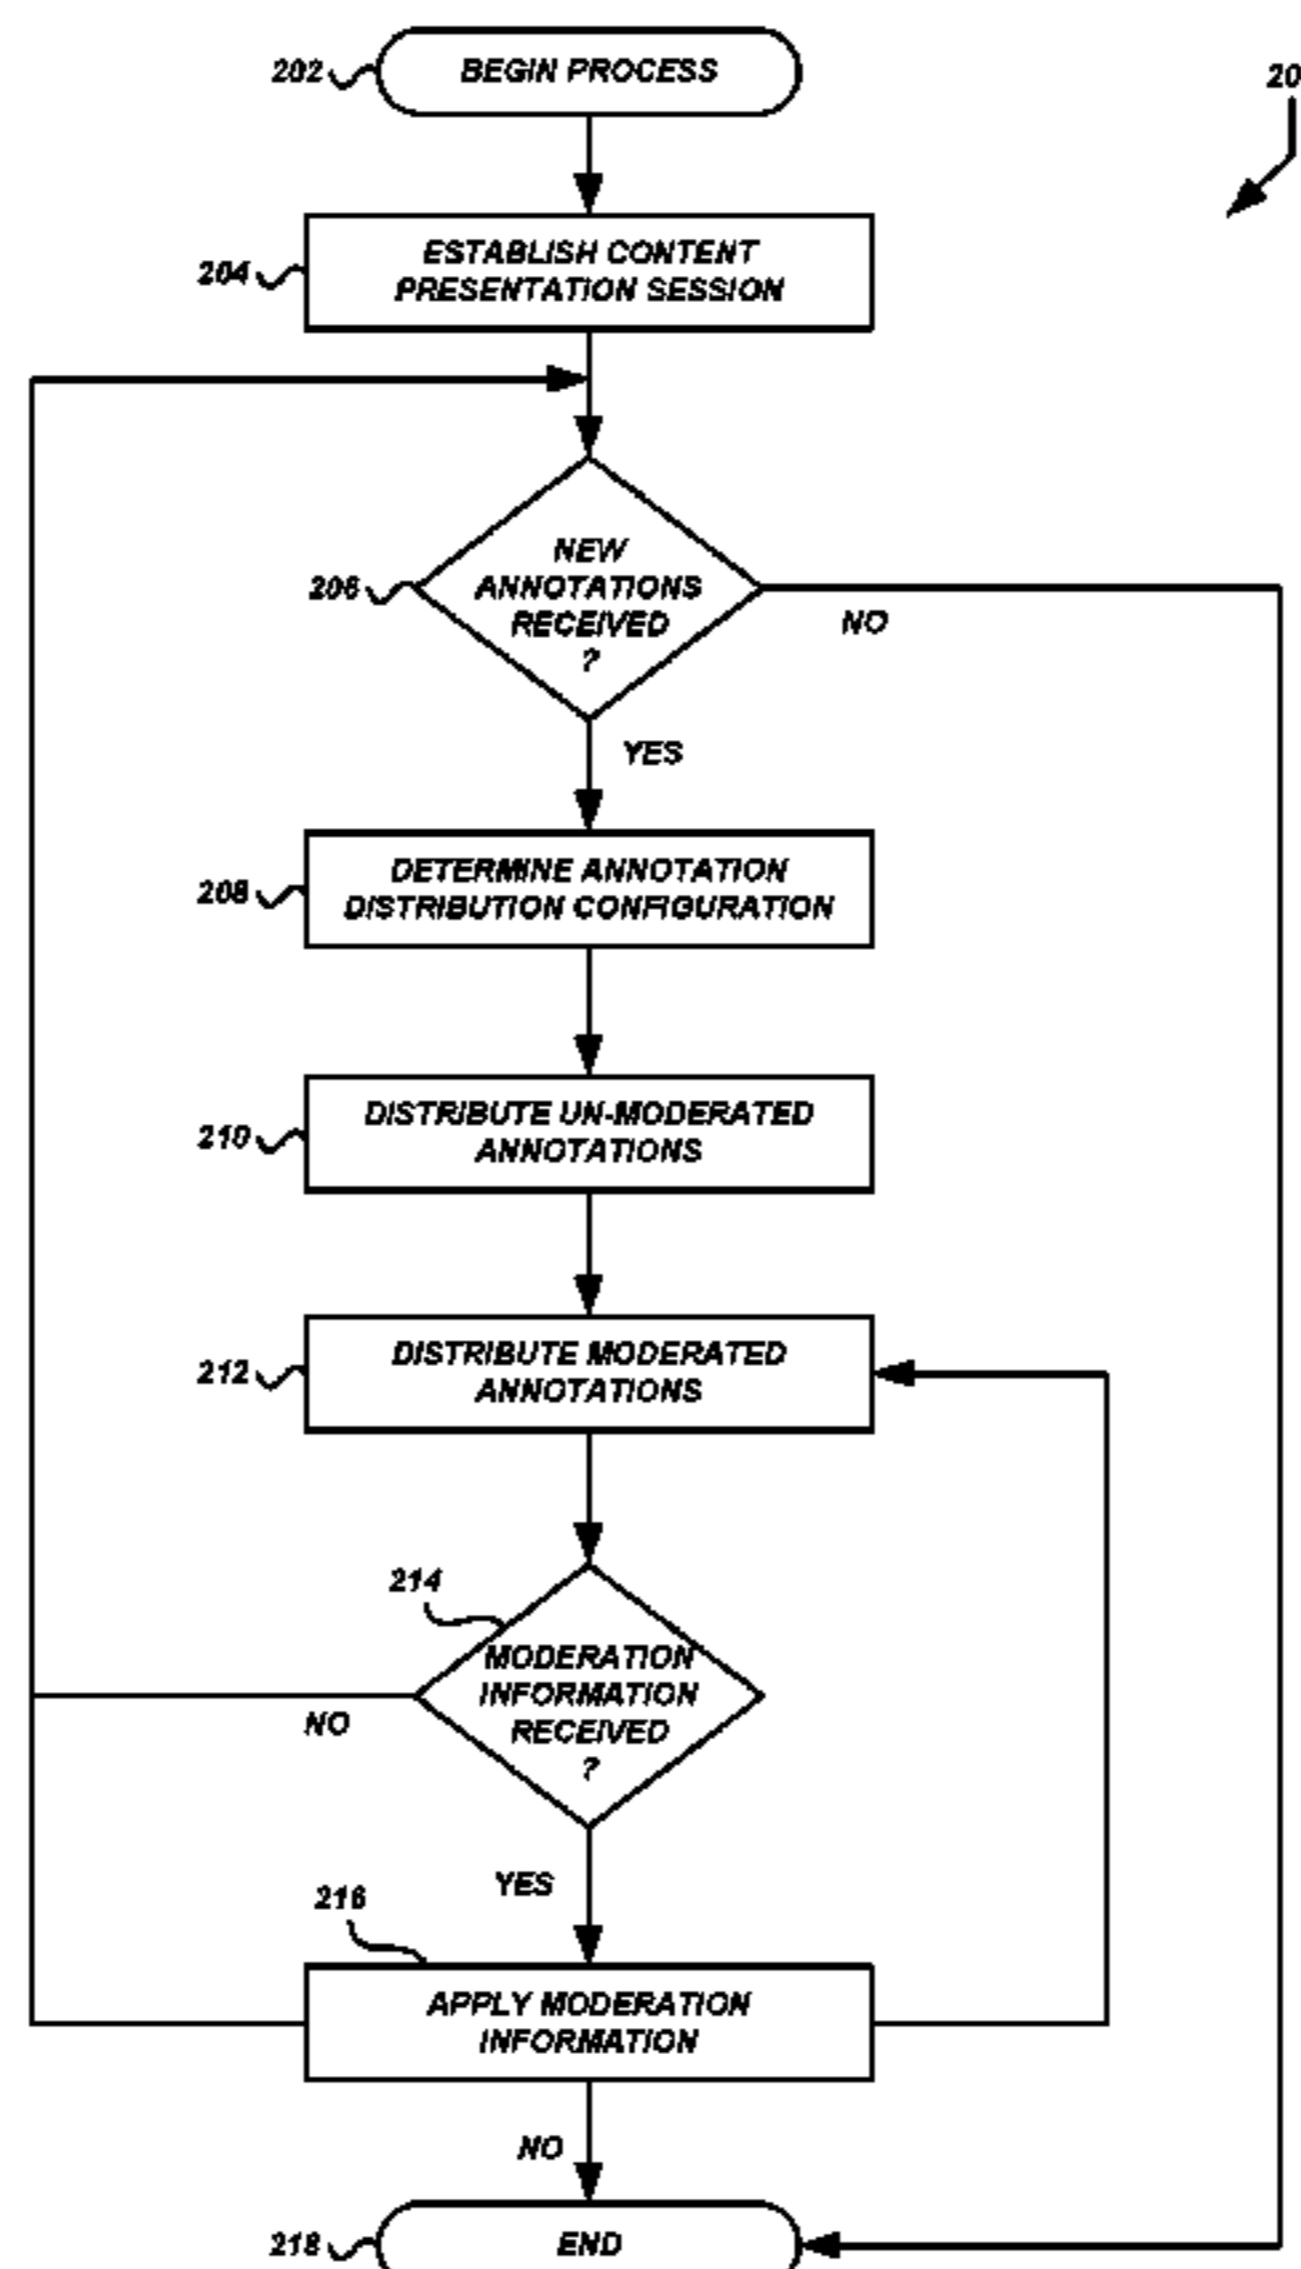 202
BEGIN PROCESS
20
204
ESTABLISH CONTENT
PRESENTATION SESSION
206
NEW
ANNOTATIONS
RECEIVED
?
NO
YES
208
DETERMINE ANNOTATION
DISTRIBUTION CONFIGURATION
210
DISTRIBUTE UN-MODERATED
ANNOTATIONS
212
DISTRIBUTE MODERATED
ANNOTATIONS
214
MODERATION
INFORMATION
RECEIVED
?
NO
YES
216
APPLY MODERATION
INFORMATION
NO
218
END